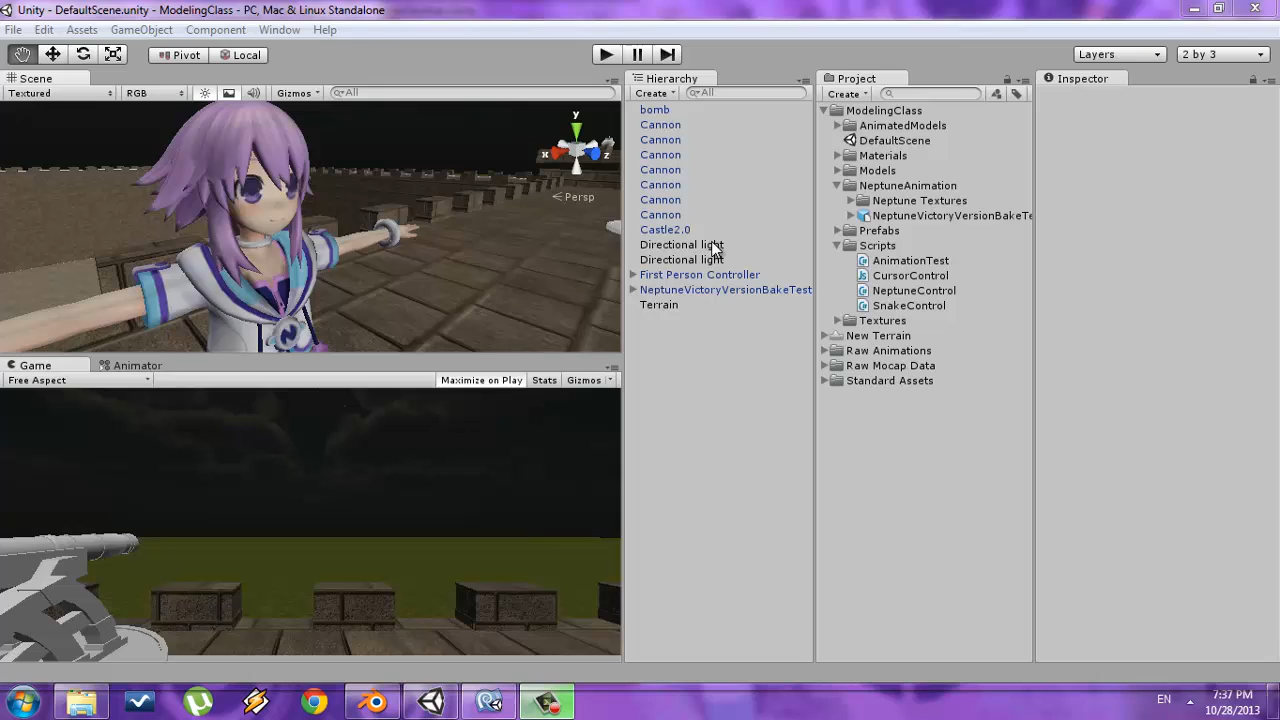 Unity - DefaultScene.unity - ModelingClass - PC, Mac & Linux Standalone
File Edit Assets GameObject Component Window Help
Pivot Local Layers 2 by 3
Scene
Textured RGB Gizmos All
y
x
z
Persp
Game Animator
Free Aspect Maximize on Play Stats Gizmos
N
Hierarchy
Create All
bomb
Cannon
Cannon
Cannon
Cannon
Cannon
Cannon
Cannon
Castle2.0
Directional light
Directional light
First Person Controller
NeptuneVictoryVersionBakeTest
Terrain
Project
Create
ModelingClass
AnimatedModels
DefaultScene
Materials
Models
NeptuneAnimation
Neptune Textures
NeptuneVictoryVersionBakeTe
Prefabs
Scripts
AnimationTest
CursorControl
NeptuneControl
SnakeControl
Textures
New Terrain
Raw Animations
Raw Mocap Data
Standard Assets
Inspector
EN
7:37 PM
10/28/2013